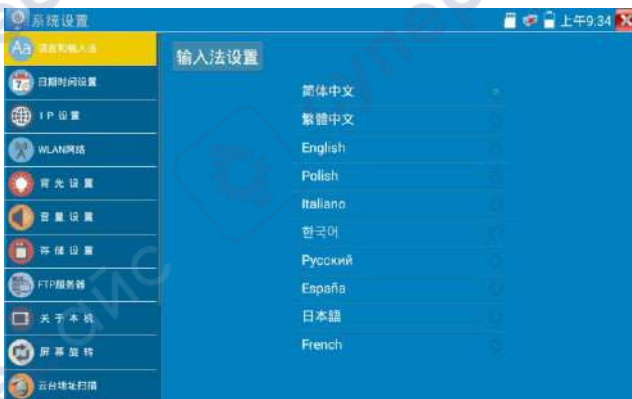 系统设置
上午9:34
语言和输入法
输入法设置
日期时间设置
简体中文
繁體中文
IP设置
English
WLAN网络
Polish
背光设置
Italiano
音量设置
한국어
存储设置
Русский
FTP服务器
España
关于本机
日本語
屏幕旋转
French
云台地址扫描